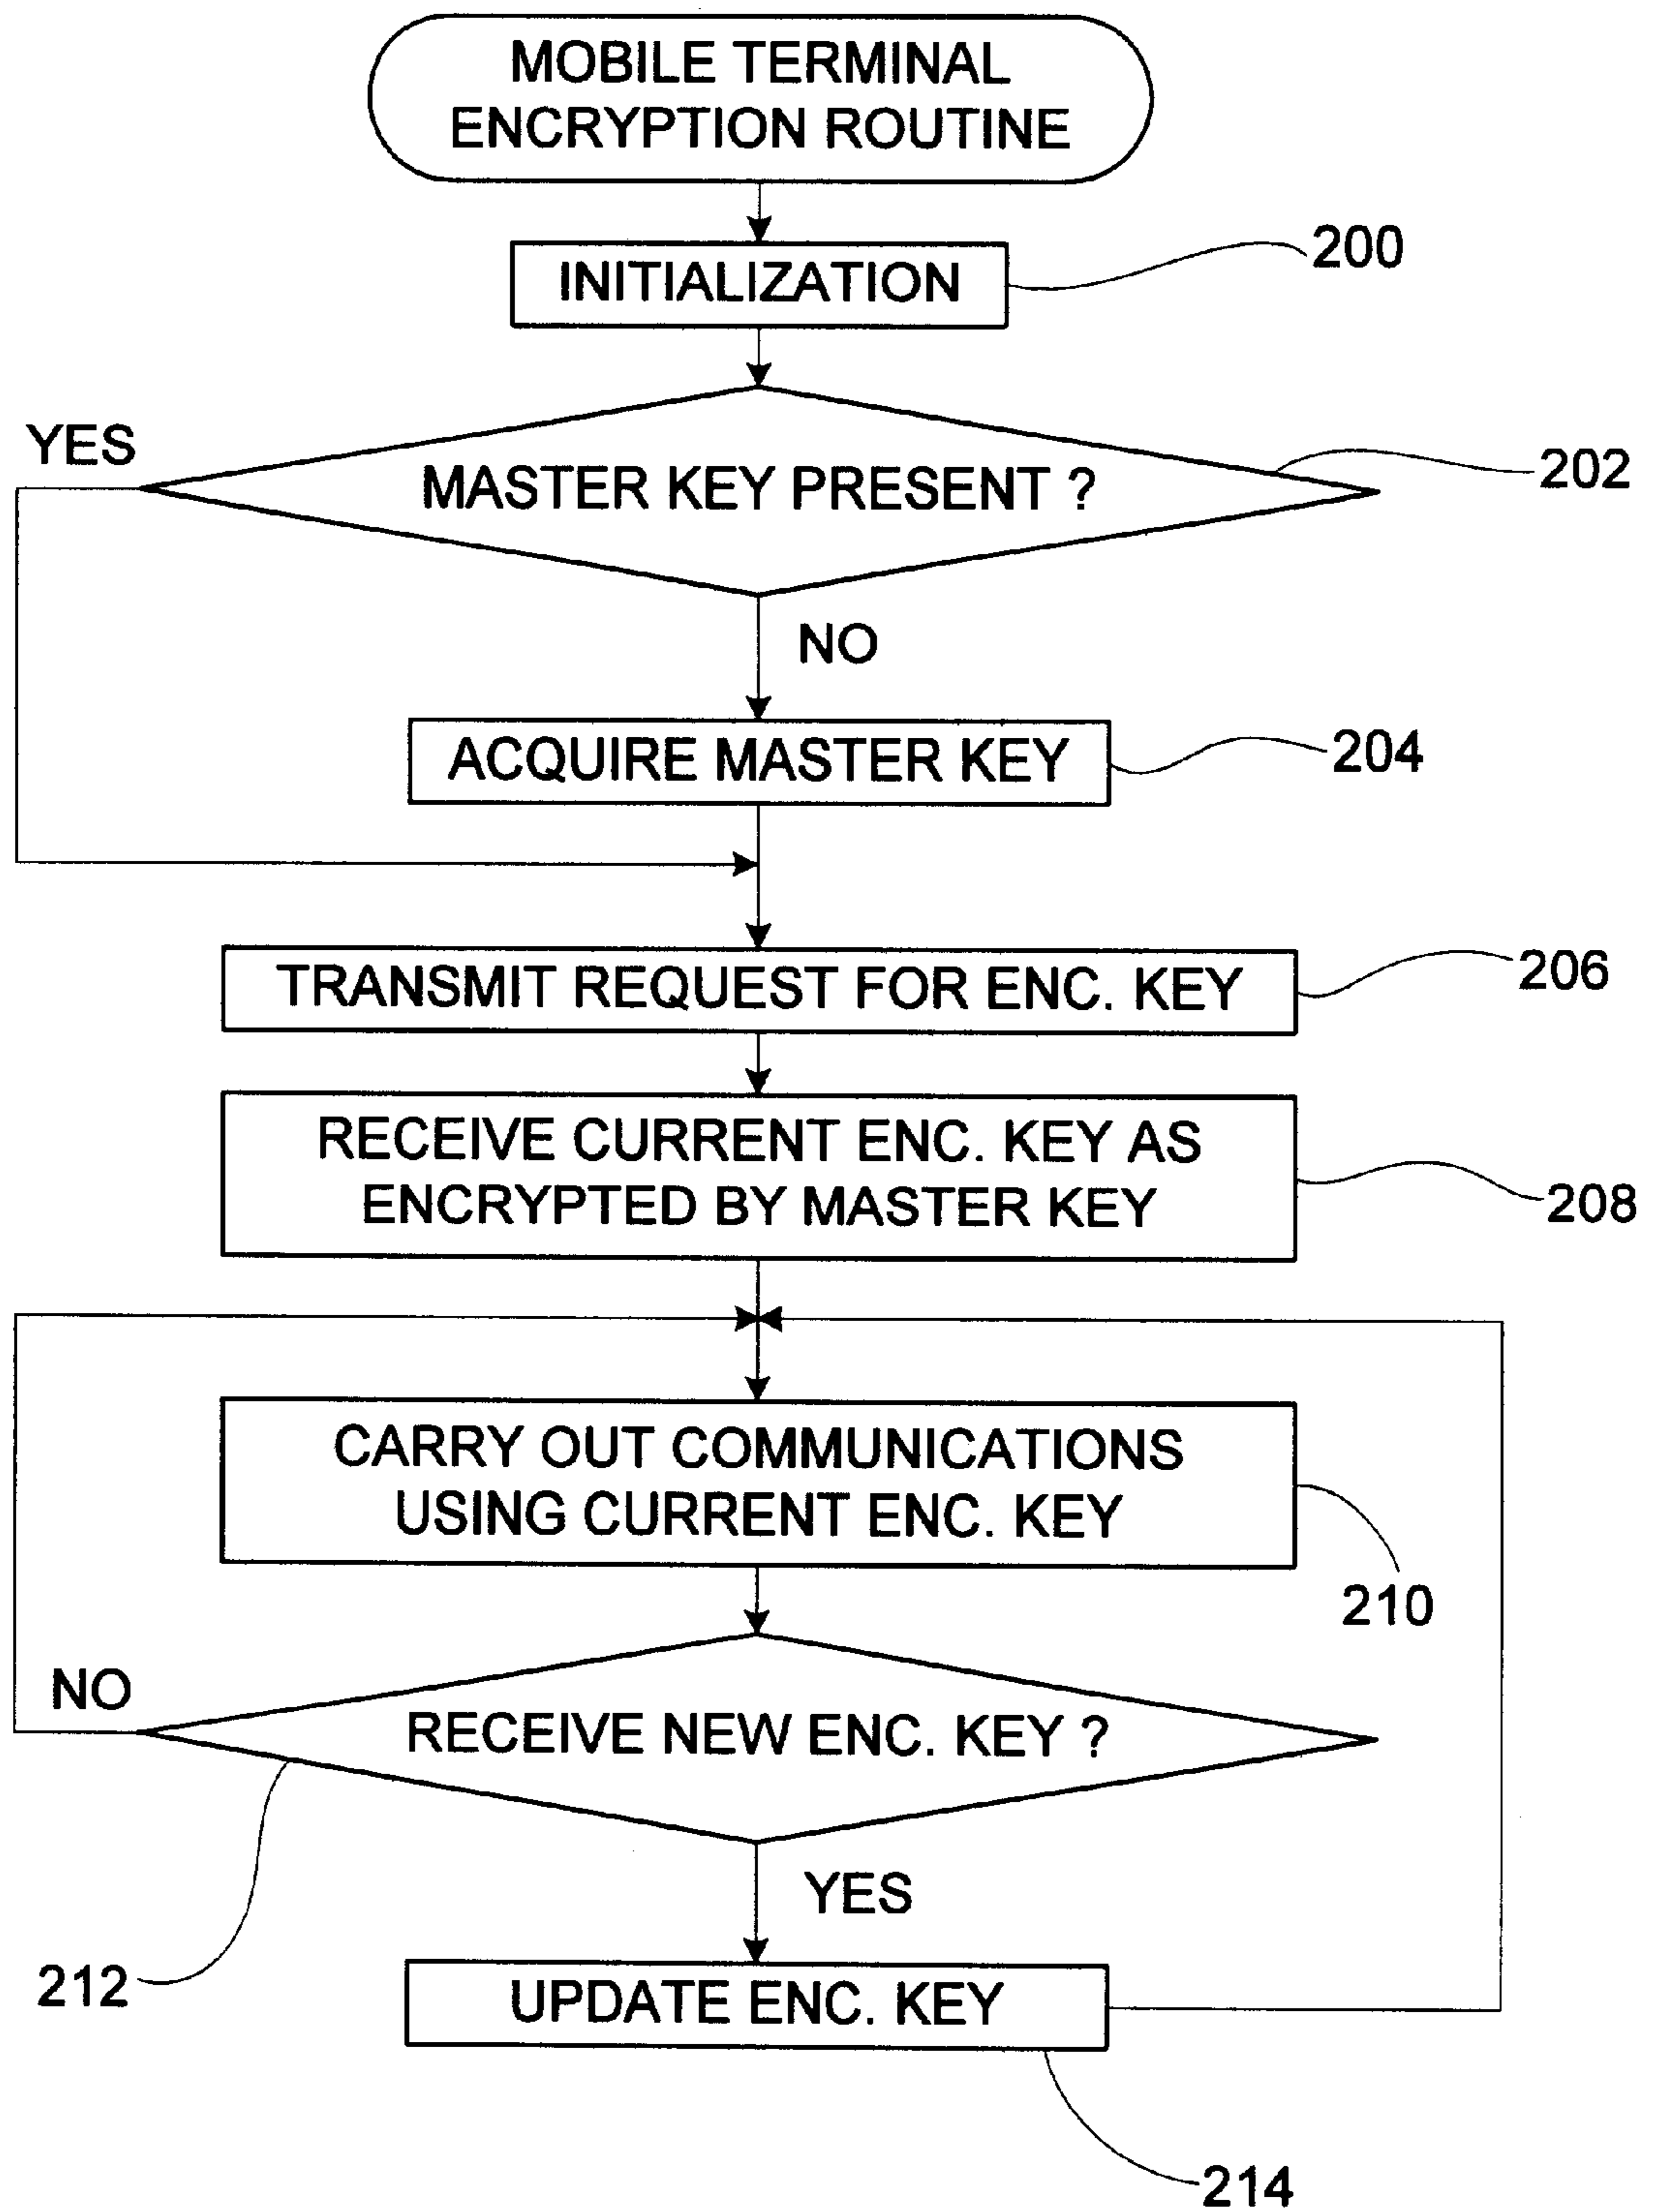 MOBILE TERMINAL
ENCRYPTION ROUTINE
INITIALIZATION
200
YES
MASTER KEY PRESENT ?
202
NO
ACQUIRE MASTER KEY
204
TRANSMIT REQUEST FOR ENC. KEY
206
RECEIVE CURRENT ENC. KEY AS
ENCRYPTED BY MASTER KEY
208
CARRY OUT COMMUNICATIONS
USING CURRENT ENC. KEY
210
NO
RECEIVE NEW ENC. KEY ?
YES
212
UPDATE ENC. KEY
214